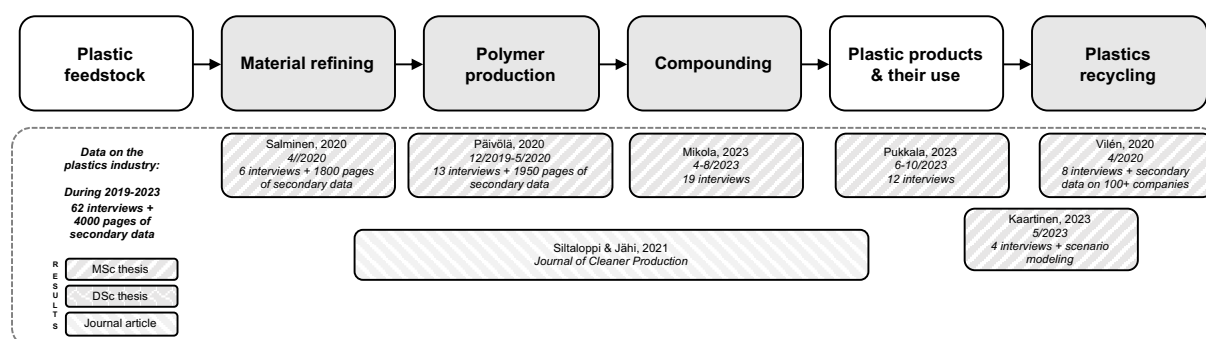 Plastic
feedstock
Material refining
Polymer
production
Compounding
Plastic products
& their use
Plastics
recycling
Data on the
plastics industry:
During 2019-2023
62 interviews +
4000 pages of
secondary data
Salminen, 2020
4//2020
6 interviews + 1800 pages
of secondary data
Päivölä, 2020
12/2019-5/2020
13 interviews + 1950 pages of
secondary data
Mikola, 2023
4-8/2023
19 interviews
Pukkala, 2023
6-10/2023
12 interviews
Vilén, 2020
4/2020
8 interviews + secondary
data on 100+ companies
Kaartinen, 2023
5/2023
4 interviews + scenario
modeling
Siltaloppi & Jähi, 2021
Journal of Cleaner Production
RESULTS
MSc thesis
DSc thesis
Journal article